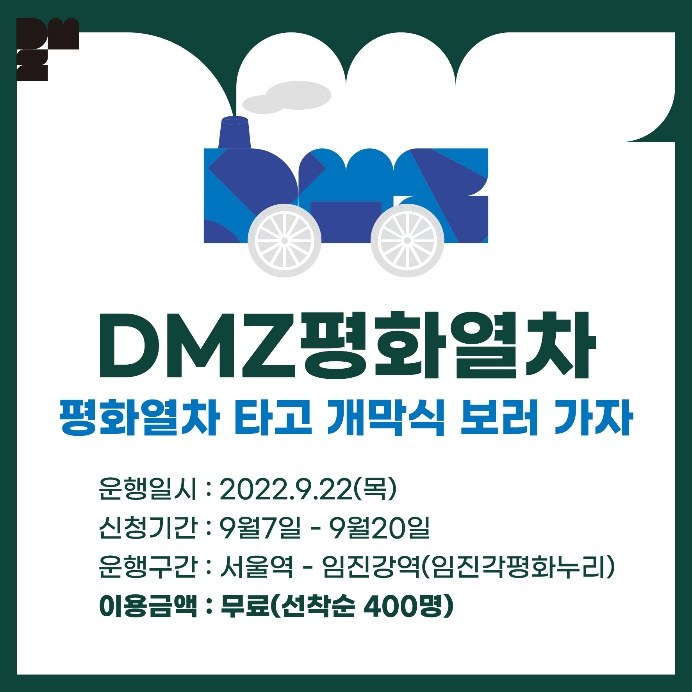 DM
Z
DMZ
DMZ평화열차
평화열차 타고 개막식 보러 가자
운행일시 : 2022.9.22(목)
신청기간 : 9월7일 - 9월20일
운행구간 : 서울역 - 임진강역(임진각평화누리)
이용금액 : 무료(선착순 400명)